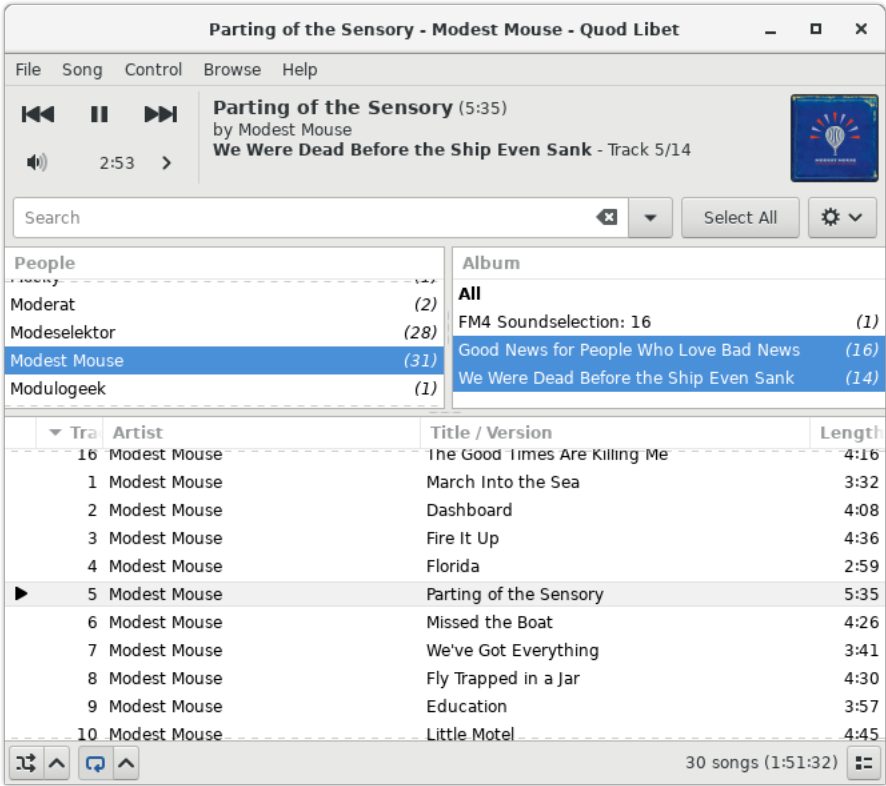 Parting of the Sensory - Modest Mouse - Quod Libet
File Song Control Browse Help
Parting of the Sensory (5:35)
by Modest Mouse
We Were Dead Before the Ship Even Sank - Track 5/14
2:53
Search
Select All
People
(1)
Moderat (2)
Modeselektor (28)
Modest Mouse (31)
Modulogeek (1)
Album
All
FM4 Soundselection: 16 (1)
Good News for People Who Love Bad News (16)
We Were Dead Before the Ship Even Sank (14)
Tra Artist Title / Version Length
16 Modest Mouse The Good Times Are Killing Me 4:16
1 Modest Mouse March Into the Sea 3:32
2 Modest Mouse Dashboard 4:08
3 Modest Mouse Fire It Up 4:36
4 Modest Mouse Florida 2:59
5 Modest Mouse Parting of the Sensory 5:35
6 Modest Mouse Missed the Boat 4:26
7 Modest Mouse We've Got Everything 3:41
8 Modest Mouse Fly Trapped in a Jar 4:30
9 Modest Mouse Education 3:57
10 Modest Mouse Little Motel 4:45
30 songs (1:51:32)